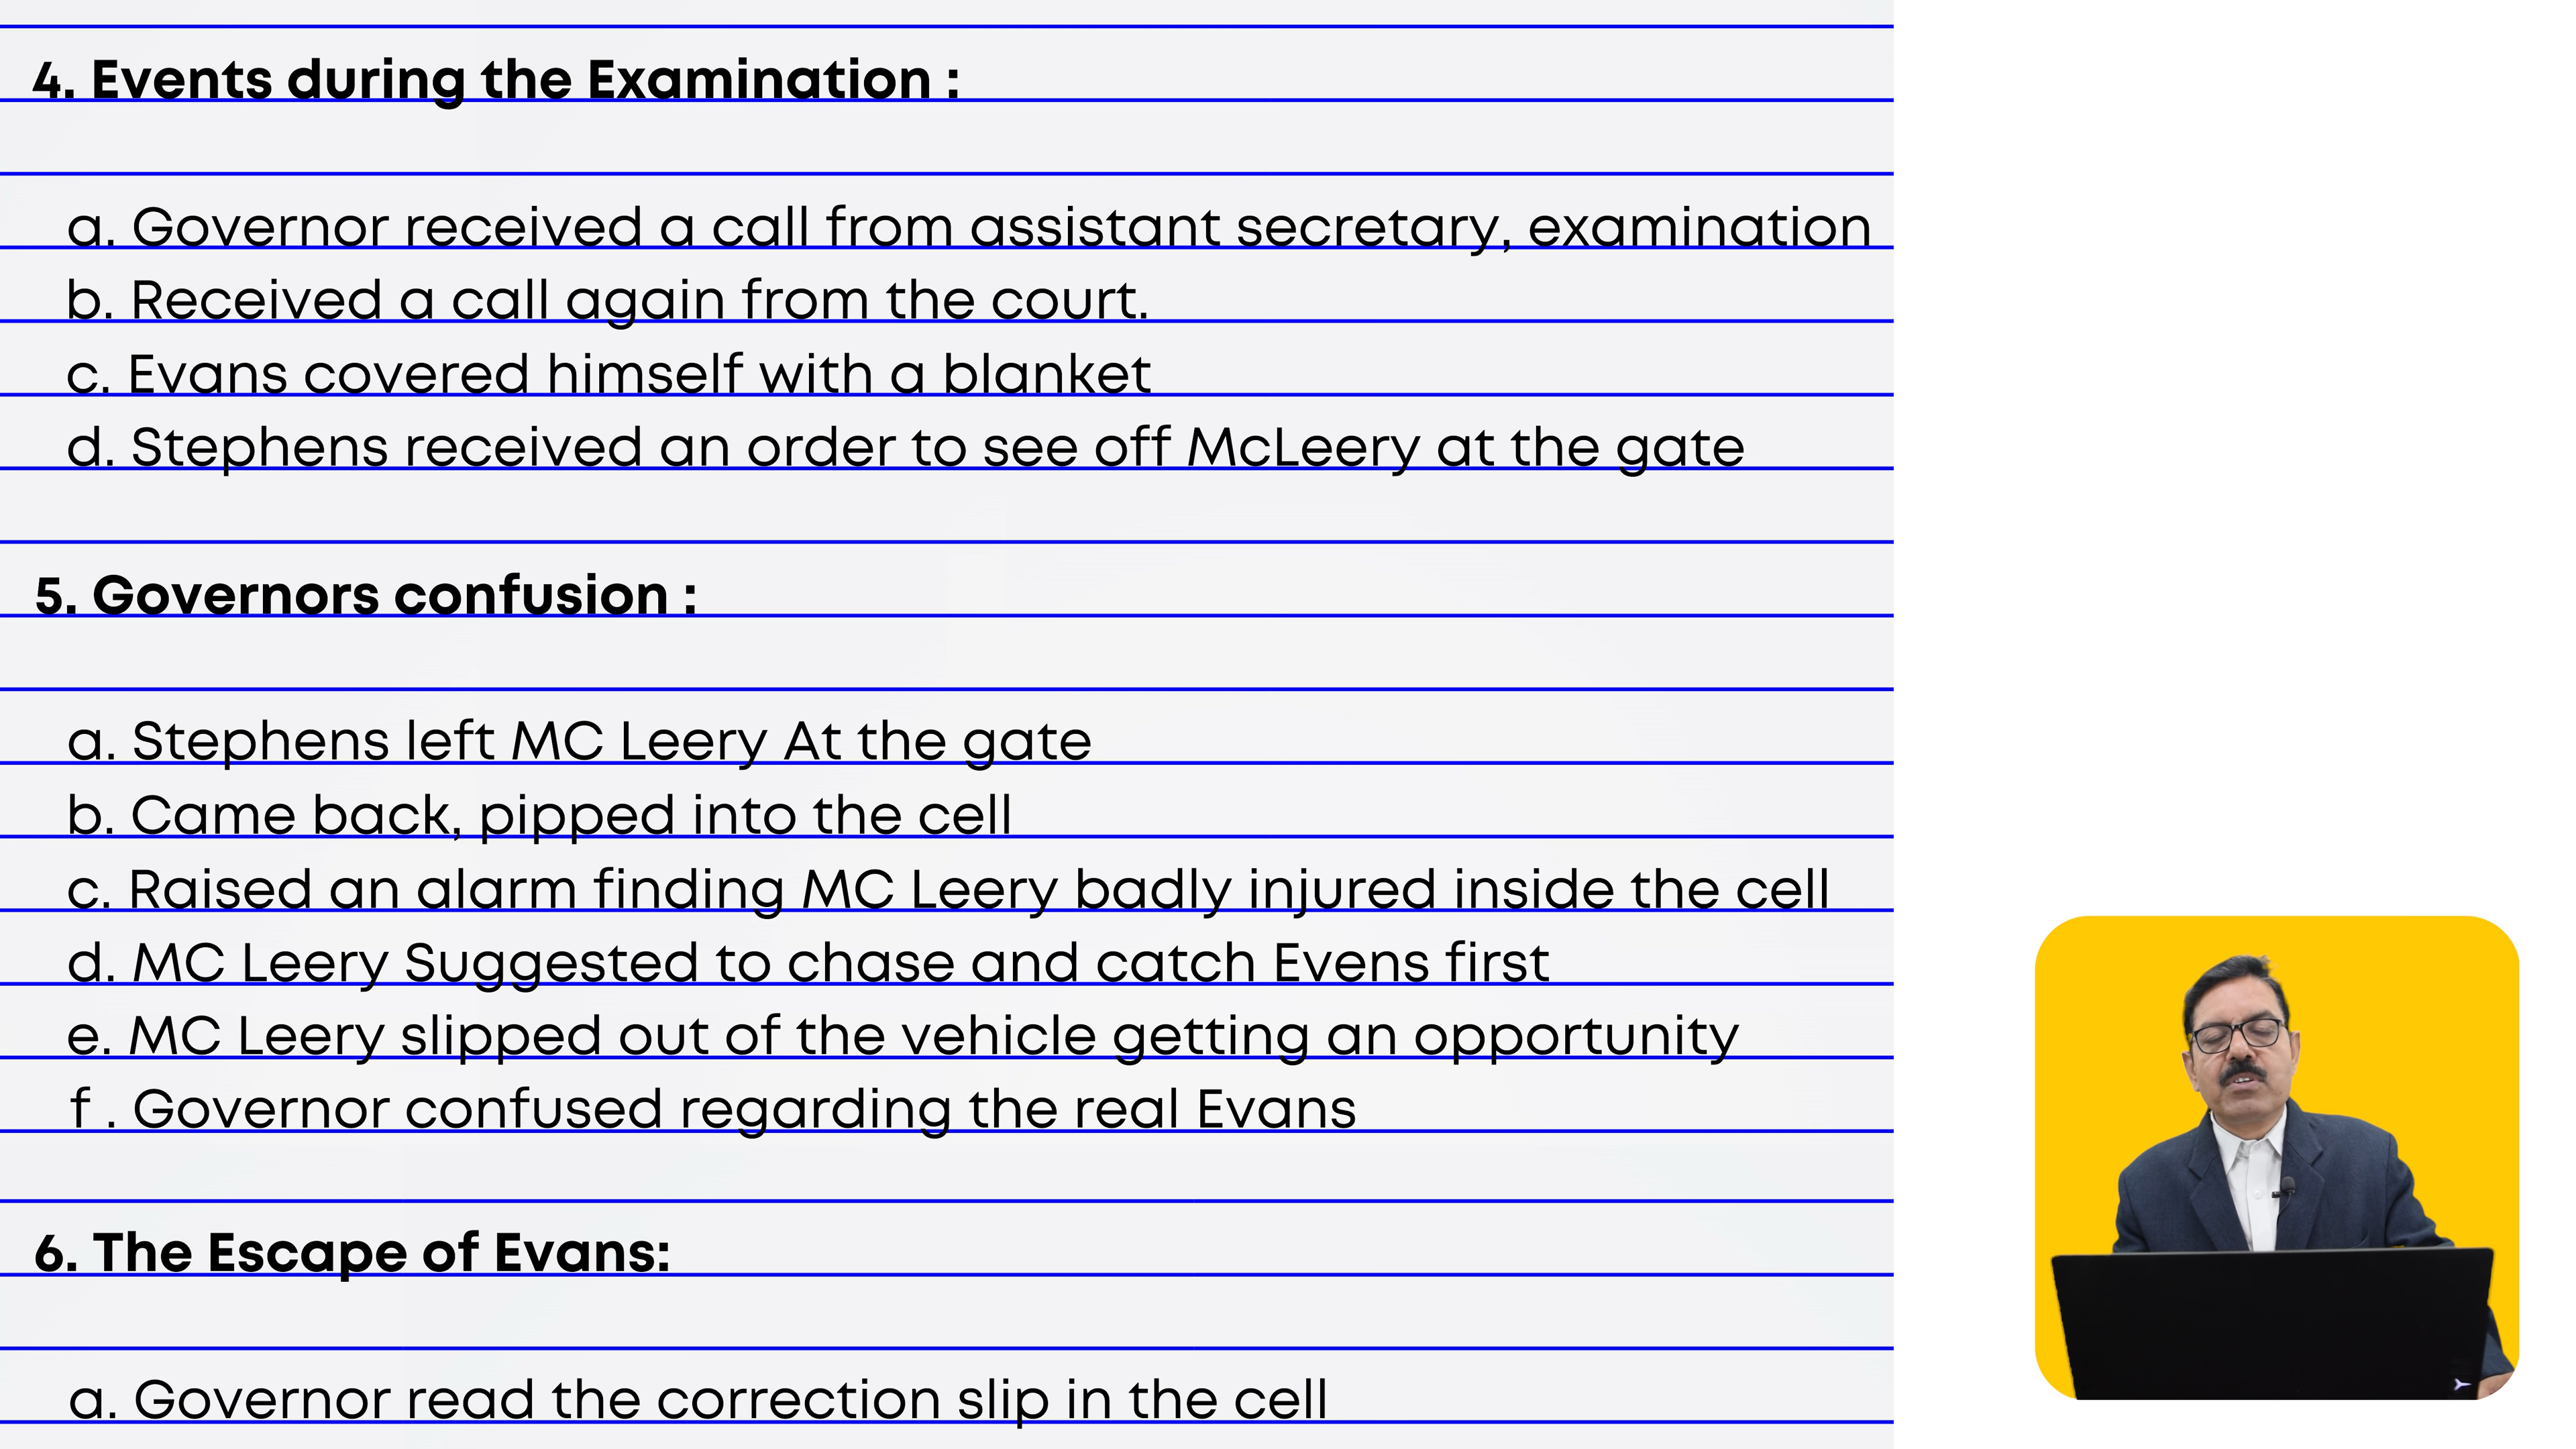 4. Events during the Examination :
a. Governor received a call from assistant secretary, examination
b. Received a call again from the court.
c. Evans covered himself with a blanket
d. Stephens received an order to see off McLeery at the gate
5. Governors confusion :
a. Stephens left MC Leery At the gate
b. Came back, pipped into the cell
c. Raised an alarm finding MC Leery badly injured inside the cell
d. MC Leery Suggested to chase and catch Evens first
e. MC Leery slipped out of the vehicle getting an opportunity
f . Governor confused regarding the real Evans
6. The Escape of Evans:
a. Governor read the correction slip in the cell